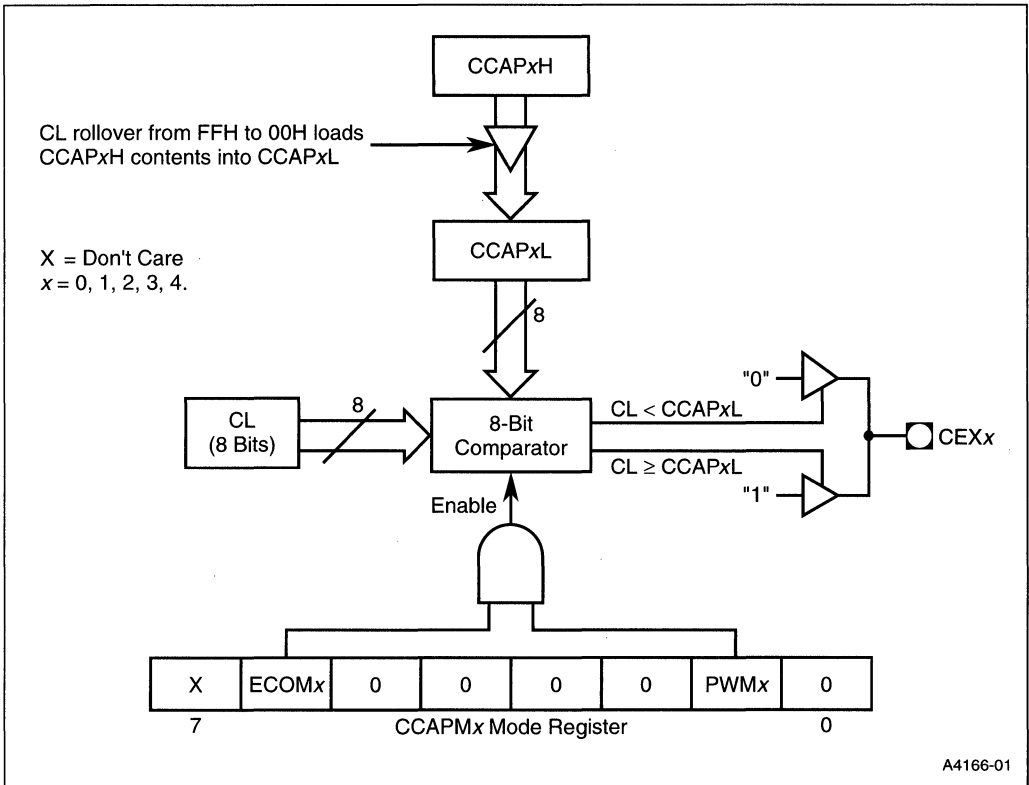 CCAPxH
CL rollover from FFH to 00H loads
CCAPxH contents into CCAPxL
CCAPxL
X = Don't Care
x = 0, 1, 2, 3, 4.
8
"0"
CL
(8 Bits)
8
8-Bit
Comparator
CL < CCAPxL
CEXx
CL ≥ CCAPxL
"1"
Enable
X ECOMx 0 0 0 0 PWMx 0
7 CCAPMx Mode Register 0
A4166-01